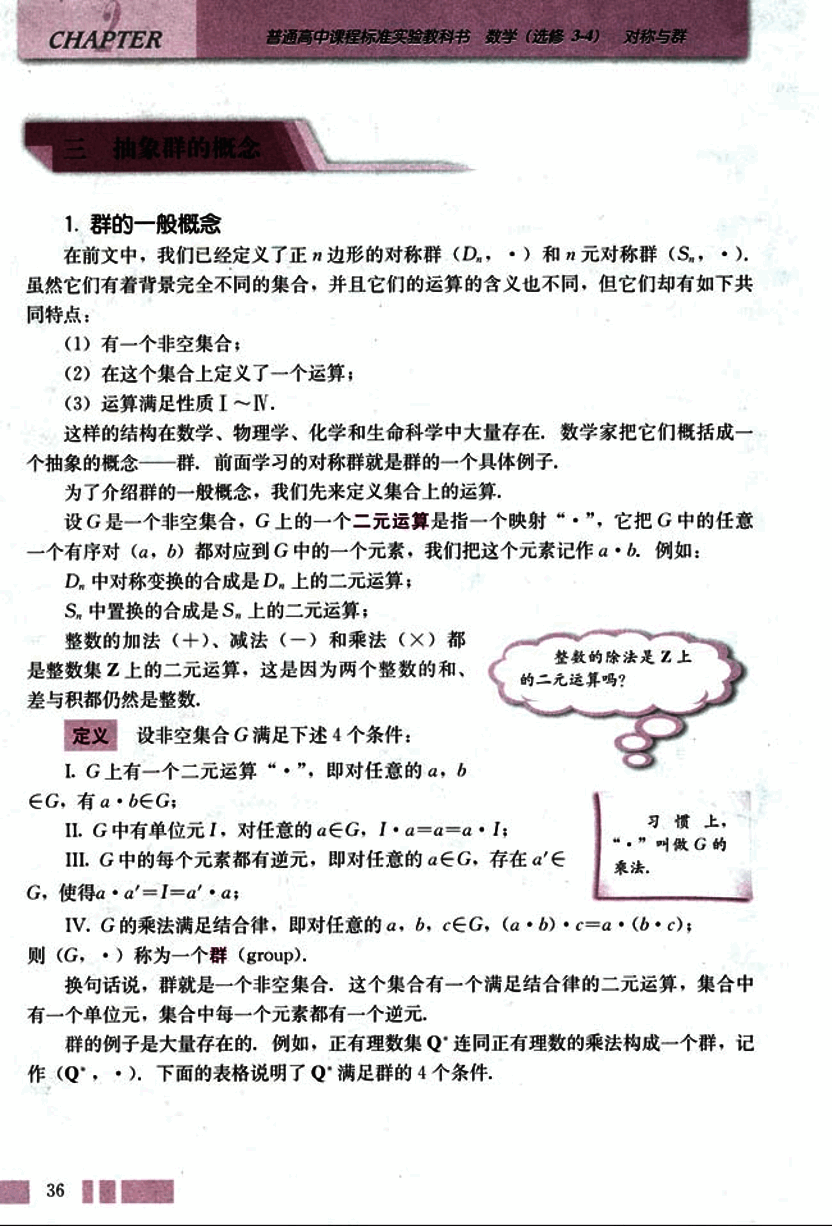 CHAPTER
普通高中课程标准实验教科书 数学（选修 3-4） 对称与群
三 抽象群的概念
1. 群的一般概念
在前文中，我们已经定义了正 n 边形的对称群（Dₙ，·）和 n 元对称群（Sₙ，·）.
虽然它们有着背景完全不同的集合，并且它们的运算的含义也不同，但它们却有如下共
同特点：
（1）有一个非空集合；
（2）在这个集合上定义了一个运算；
（3）运算满足性质Ⅰ～Ⅳ.
这样的结构在数学、物理学、化学和生命科学中大量存在. 数学家把它们概括成一
个抽象的概念——群. 前面学习的对称群就是群的一个具体例子.
为了介绍群的一般概念，我们先来定义集合上的运算.
设 G 是一个非空集合，G 上的一个二元运算是指一个映射“·”，它把 G 中的任意
一个有序对（a，b）都对应到 G 中的一个元素，我们把这个元素记作 a·b. 例如：
Dₙ 中对称变换的合成是 Dₙ 上的二元运算；
Sₙ 中置换的合成是 Sₙ 上的二元运算；
整数的加法（＋）、减法（－）和乘法（×）都
是整数集 Z 上的二元运算，这是因为两个整数的和、
差与积都仍然是整数.
整数的除法是 Z 上
的二元运算吗？
定义 设非空集合 G 满足下述 4 个条件：
I. G 上有一个二元运算“·”，即对任意的 a，b
∈G，有 a·b∈G；
II. G 中有单位元 I，对任意的 a∈G，I·a=a=a·I；
III. G 中的每个元素都有逆元，即对任意的 a∈G，存在 a′∈
G，使得a·a′=I=a′·a；
习惯上，
“·”叫做 G 的
乘法.
IV. G 的乘法满足结合律，即对任意的 a，b，c∈G，(a·b)·c=a·(b·c)；
则（G，·）称为一个群（group）.
换句话说，群就是一个非空集合. 这个集合有一个满足结合律的二元运算，集合中
有一个单位元，集合中每一个元素都有一个逆元.
群的例子是大量存在的. 例如，正有理数集 Q* 连同正有理数的乘法构成一个群，记
作（Q*，·）. 下面的表格说明了 Q* 满足群的 4 个条件.
36